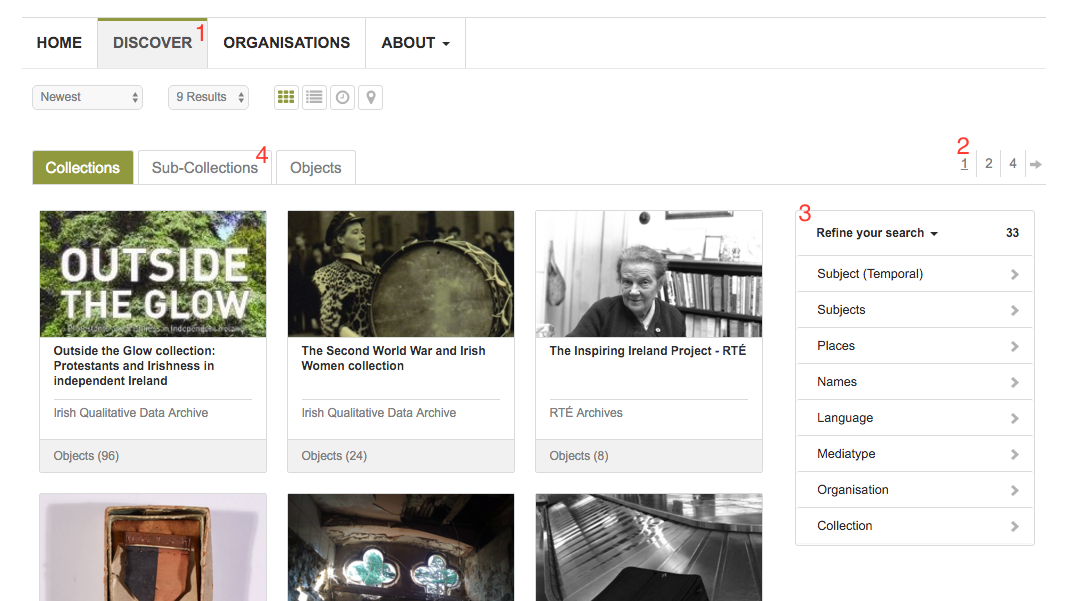 HOME DISCOVER 1 ORGANISATIONS ABOUT
Newest 9 Results
2
Collections Sub-Collections 4 Objects 1 2 4
3
Refine your search 33
Subject (Temporal)
Subjects
Places
Names
Language
Mediatype
Organisation
Collection
OUTSIDE
THE GLOW
Outside the Glow collection:
Protestants and Irishness in
independent Ireland
Irish Qualitative Data Archive
Objects (96)
The Second World War and Irish
Women collection
Irish Qualitative Data Archive
Objects (24)
The Inspiring Ireland Project - RTÉ
RTÉ Archives
Objects (8)